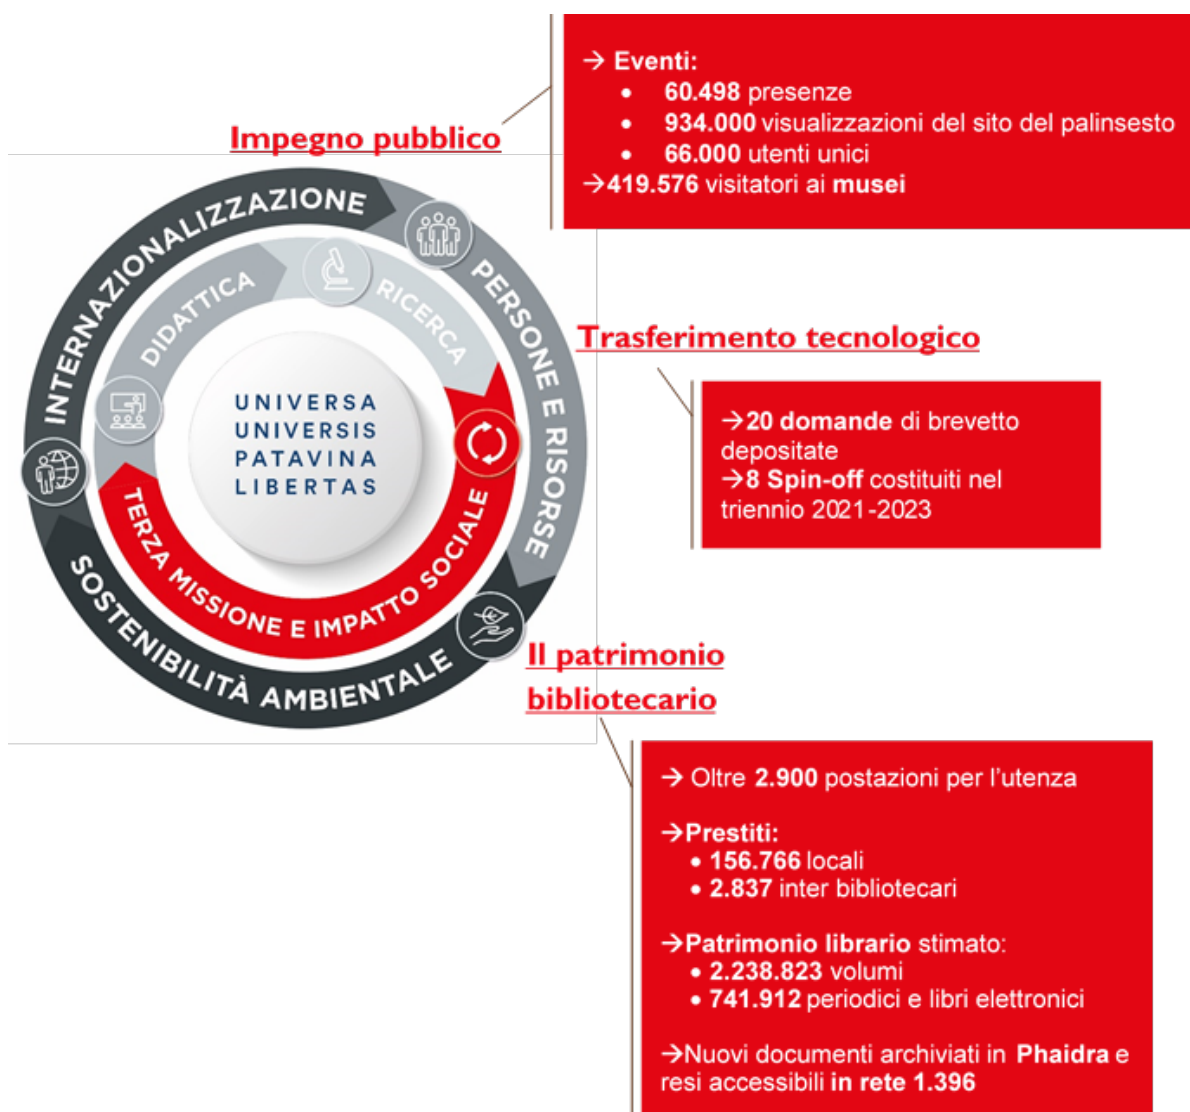 Impegno pubblico
→ Eventi:
• 60.498 presenze
• 934.000 visualizzazioni del sito del palinsesto
• 66.000 utenti unici
→419.576 visitatori ai musei
INTERNAZIONALIZZAZIONE
PERSONE E RISORSE
SOSTENIBILITÀ AMBIENTALE
DIDATTICA
RICERCA
TERZA MISSIONE E IMPATTO SOCIALE
UNIVERSA
UNIVERSIS
PATAVINA
LIBERTAS
Trasferimento tecnologico
→20 domande di brevetto
depositate
→8 Spin-off costituiti nel
triennio 2021-2023
Il patrimonio
bibliotecario
→ Oltre 2.900 postazioni per l'utenza
→Prestiti:
• 156.766 locali
• 2.837 inter bibliotecari
→Patrimonio librario stimato:
• 2.238.823 volumi
• 741.912 periodici e libri elettronici
→Nuovi documenti archiviati in Phaidra e
resi accessibili in rete 1.396